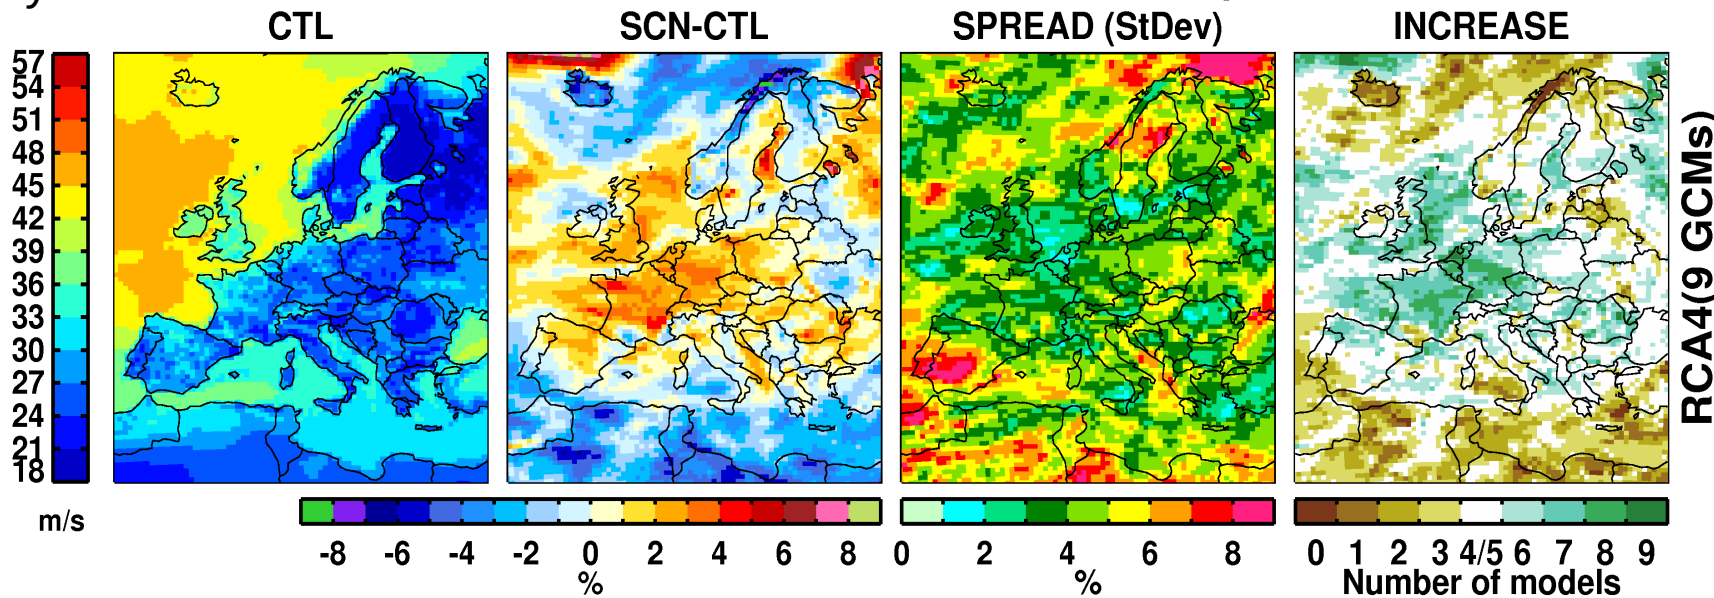 CTL
SCN-CTL
SPREAD (StDev)
INCREASE
57
54
51
48
45
42
39
36
33
30
27
24
21
18
m/s
-8 -6 -4 -2 0 2 4 6 8
%
0 2 4 6 8
%
0 1 2 3 4/5 6 7 8 9
Number of models
RCA4(9 GCMs)